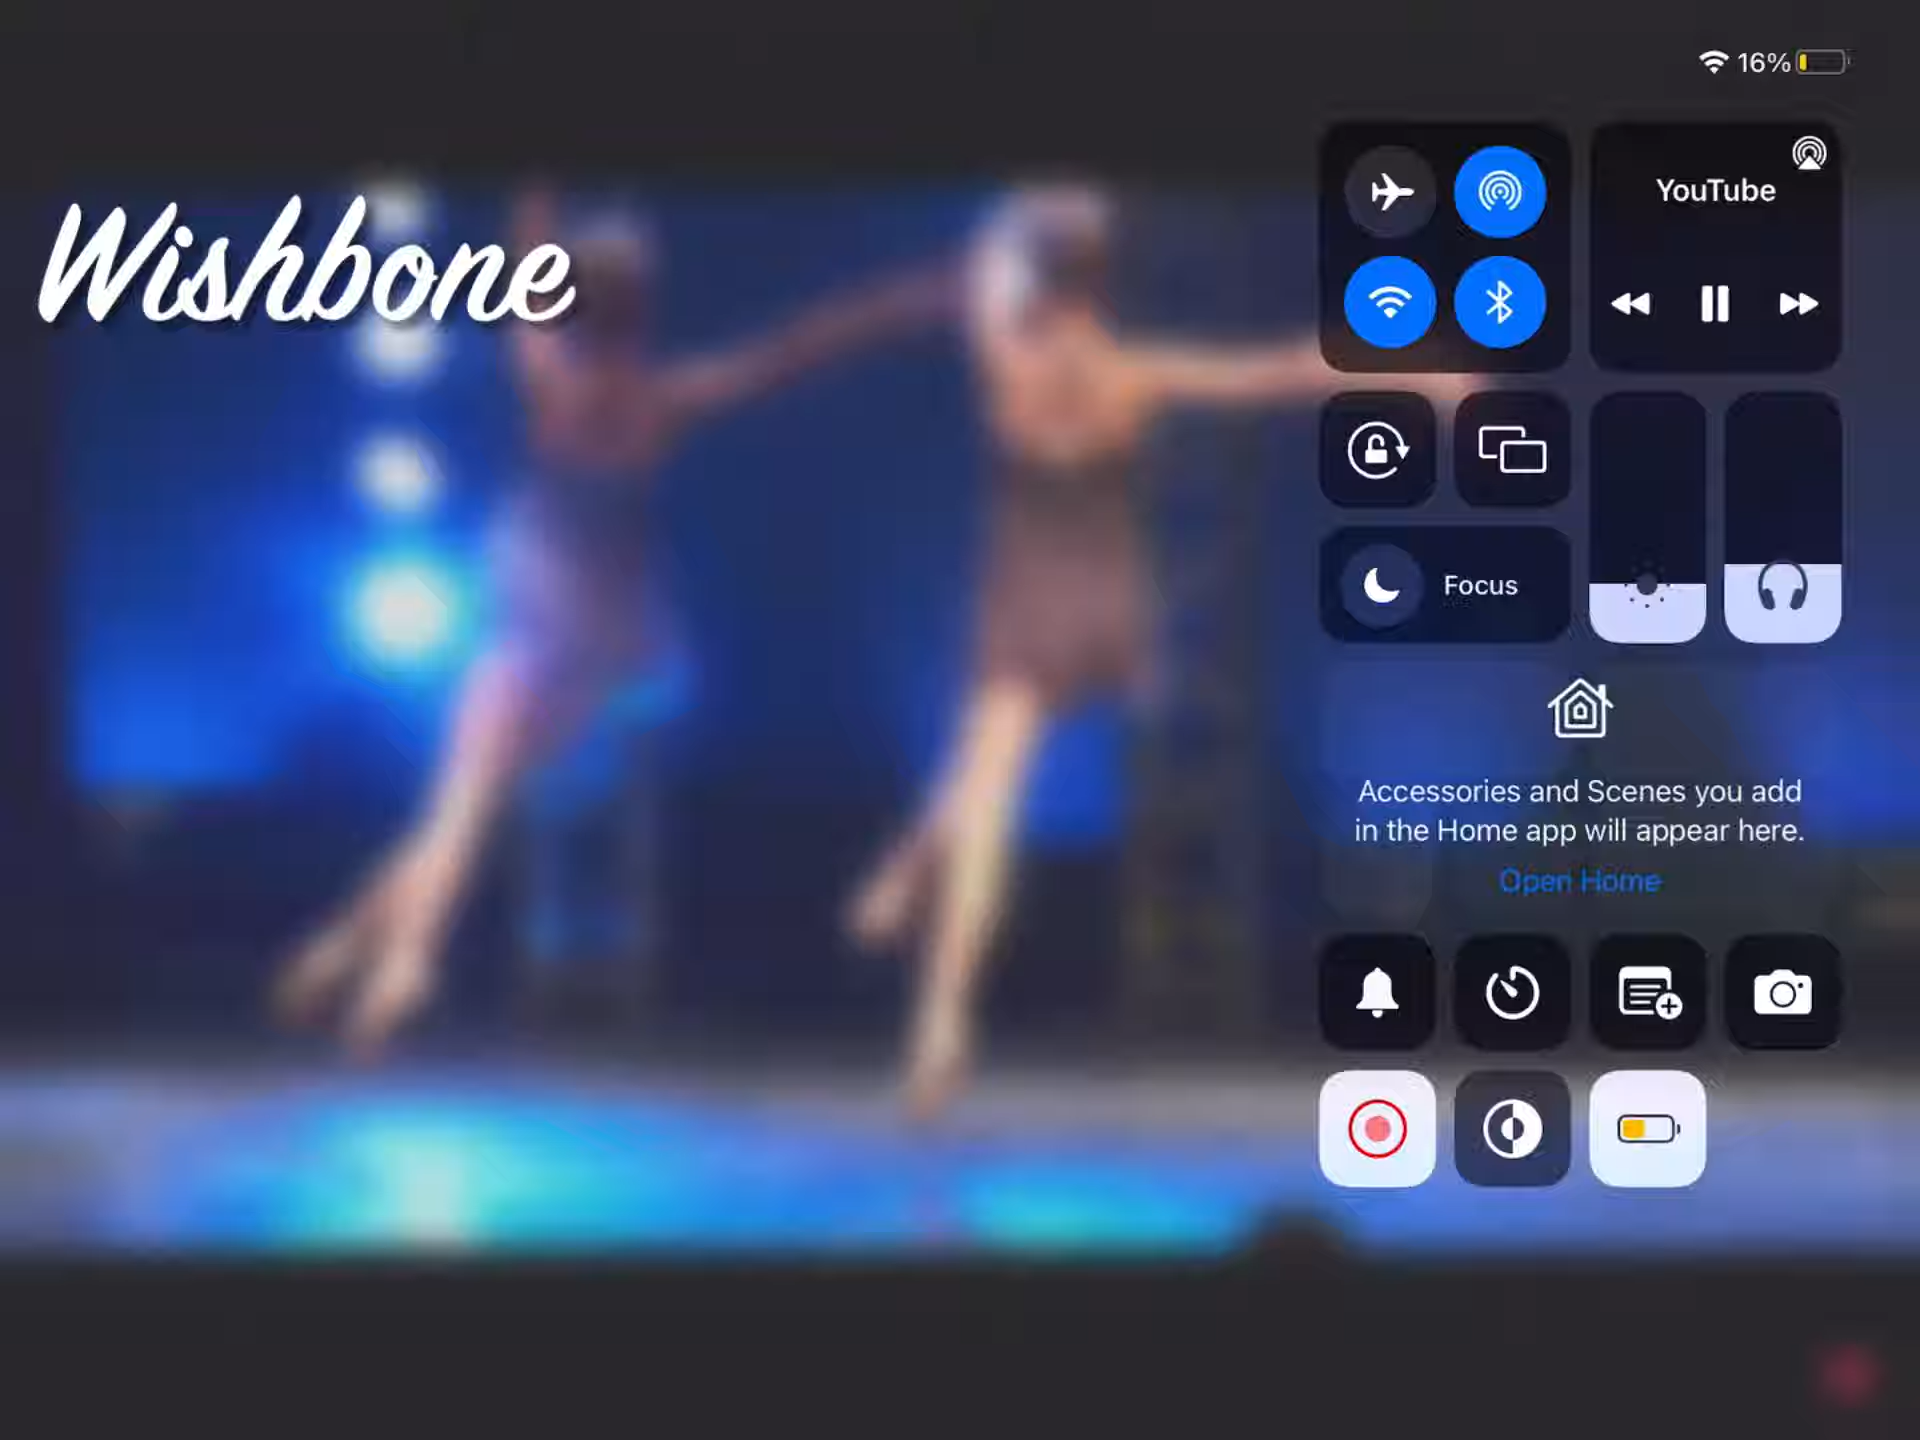 16%
Wishbone
YouTube
Focus
Accessories and Scenes you add
in the Home app will appear here.
Open Home